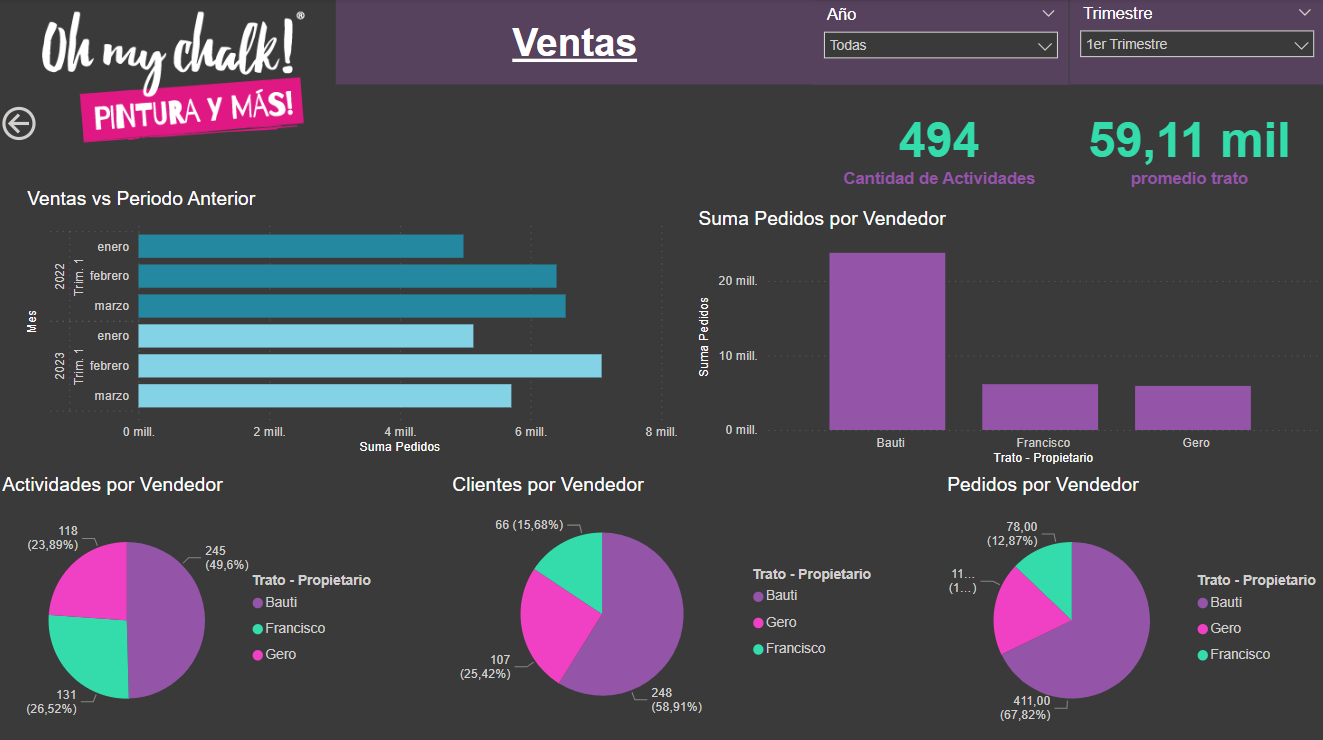 Oh my chalk!®
PINTURA Y MÁS!
Ventas
Año
Todas
Trimestre
1er Trimestre
494
Cantidad de Actividades
59,11 mil
promedio trato
Ventas vs Periodo Anterior
Mes
2022
Trim. 1
enero
febrero
marzo
2023
Trim. 1
enero
febrero
marzo
0 mill.
2 mill.
4 mill.
6 mill.
8 mill.
Suma Pedidos
Suma Pedidos por Vendedor
Suma Pedidos
20 mill.
10 mill.
0 mill.
Bauti
Francisco
Gero
Trato - Propietario
Actividades por Vendedor
118
(23,89%)
245
(49,6%)
131
(26,52%)
Trato - Propietario
Bauti
Francisco
Gero
Clientes por Vendedor
66 (15,68%)
107
(25,42%)
248
(58,91%)
Trato - Propietario
Bauti
Gero
Francisco
Pedidos por Vendedor
78,00
(12,87%)
11...
(1...)
411,00
(67,82%)
Trato - Propietario
Bauti
Gero
Francisco